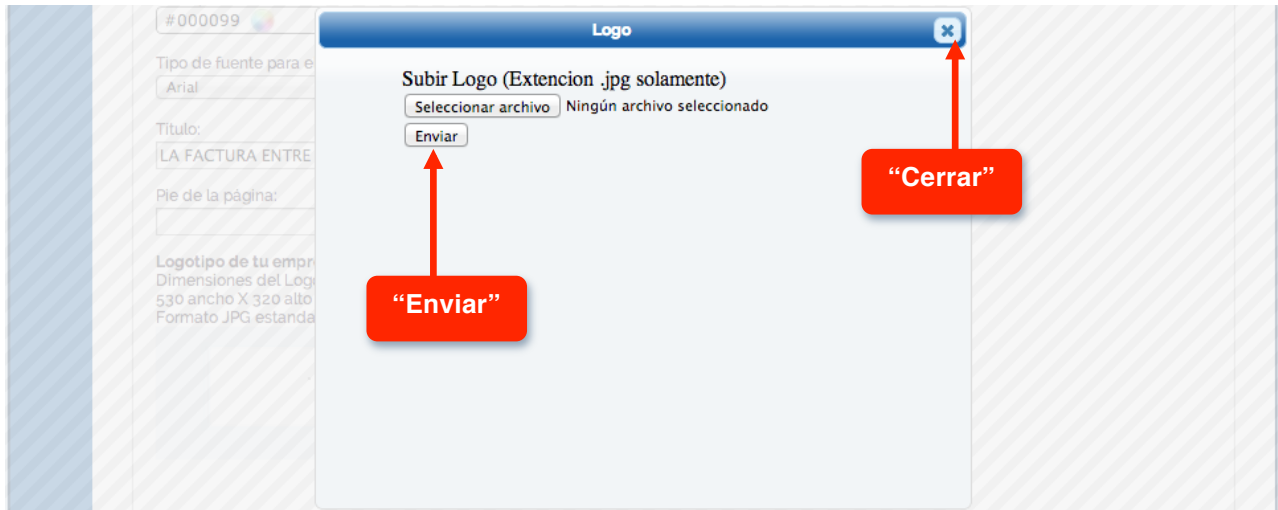 #000099
Logo
Tipo de fuente para e
Arial
Titulo:
LA FACTURA ENTRE
Pie de la página:
Logotipo de tu empr
Dimensiones del Log
530 ancho X 320 alto
Formato JPG estanda
Subir Logo (Extencion .jpg solamente)
Seleccionar archivo Ningún archivo seleccionado
Enviar
“Cerrar”
“Enviar”